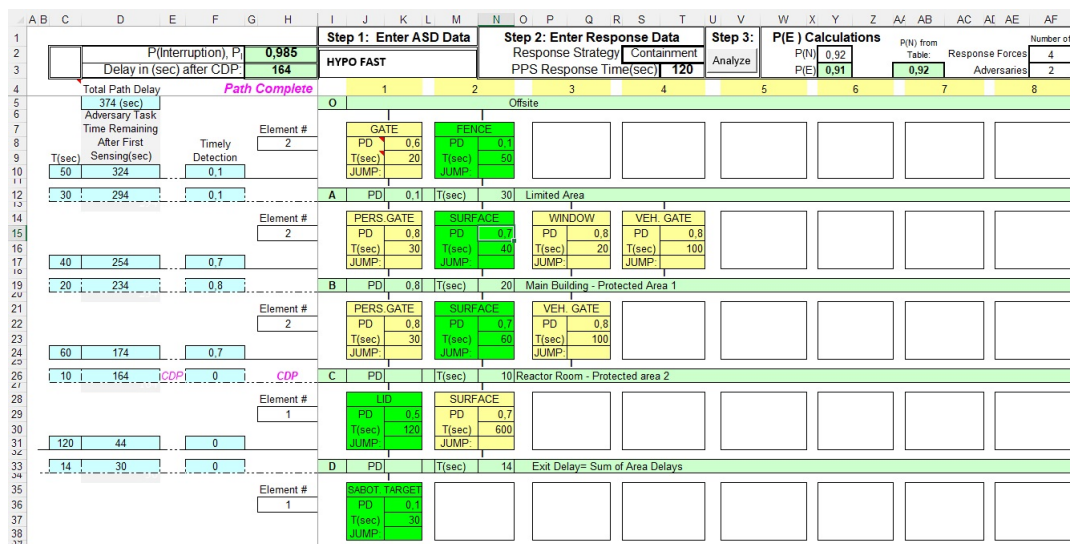 A B C D E F G H I J K L M N O P Q R S T U V W X Y Z AA AB AC AD AE AF
1 Step 1: Enter ASD Data Step 2: Enter Response Data Step 3: P(E ) Calculations P(N) from Number of
2 P(Interruption), PI 0,985 HYPO FAST Response Strategy Containment Analyze P(N) 0,92 Table: Response Forces 4
3 Delay in (sec) after CDP: 164 PPS Response Time(sec) 120 P(E) 0,91 0,92 Adversaries 2
4 Total Path Delay Path Complete 1 2 3 4 5 6 7 8
5 374 (sec) O Offsite
6 Adversary Task
7 Time Remaining Element # GATE FENCE
8 After First Timely 2 PD 0,6 PD 0,1
9 T(sec) Sensing(sec) Detection T(sec) 20 T(sec) 50
10 50 324 0,1 JUMP: JUMP:
11
12 30 294 0,1 A PD 0,1 T(sec) 30 Limited Area
13
14 Element # PERS.GATE SURFACE WINDOW VEH. GATE
15 2 PD 0,8 PD 0,7 PD 0,8 PD 0,8
16 T(sec) 30 T(sec) 40 T(sec) 20 T(sec) 100
17 40 254 0,7 JUMP: JUMP: JUMP: JUMP:
18
19 20 234 0,8 B PD 0,8 T(sec) 20 Main Building - Protected Area 1
20
21 Element # PERS.GATE SURFACE VEH. GATE
22 2 PD 0,8 PD 0,7 PD 0,8
23 T(sec) 30 T(sec) 60 T(sec) 100
24 60 174 0,7 JUMP: JUMP: JUMP:
25
26 10 164 CDP 0 CDP C PD T(sec) 10 Reactor Room - Protected area 2
27
28 Element # LID SURFACE
29 1 PD 0,5 PD 0,7
30 T(sec) 120 T(sec) 600
31 120 44 0 JUMP: JUMP:
32
33 14 30 0 D PD T(sec) 14 Exit Delay= Sum of Area Delays
34
35 Element # SABOT. TARGET
36 1 PD 0,1
37 T(sec) 30
38 JUMP: